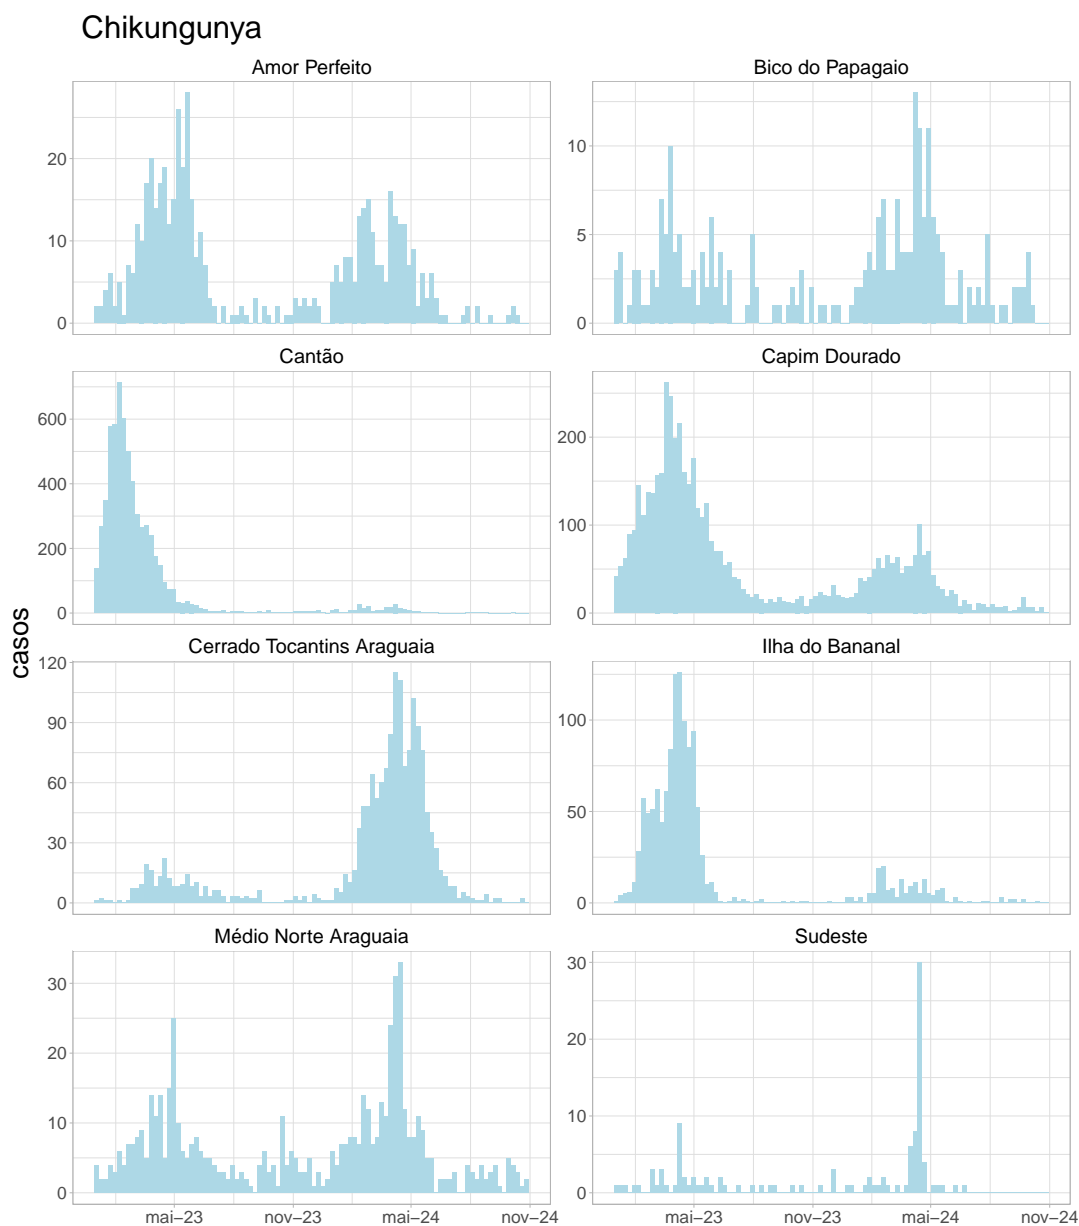 Chikungunya
Amor Perfeito
Bico do Papagaio
20
10
0
10
5
0
Cantão
Capim Dourado
600
400
200
0
200
100
0
casos
Cerrado Tocantins Araguaia
Ilha do Bananal
120
90
60
30
0
100
50
0
Médio Norte Araguaia
Sudeste
30
20
10
0
30
20
10
0
mai−23 nov−23 mai−24 nov−24
mai−23 nov−23 mai−24 nov−24